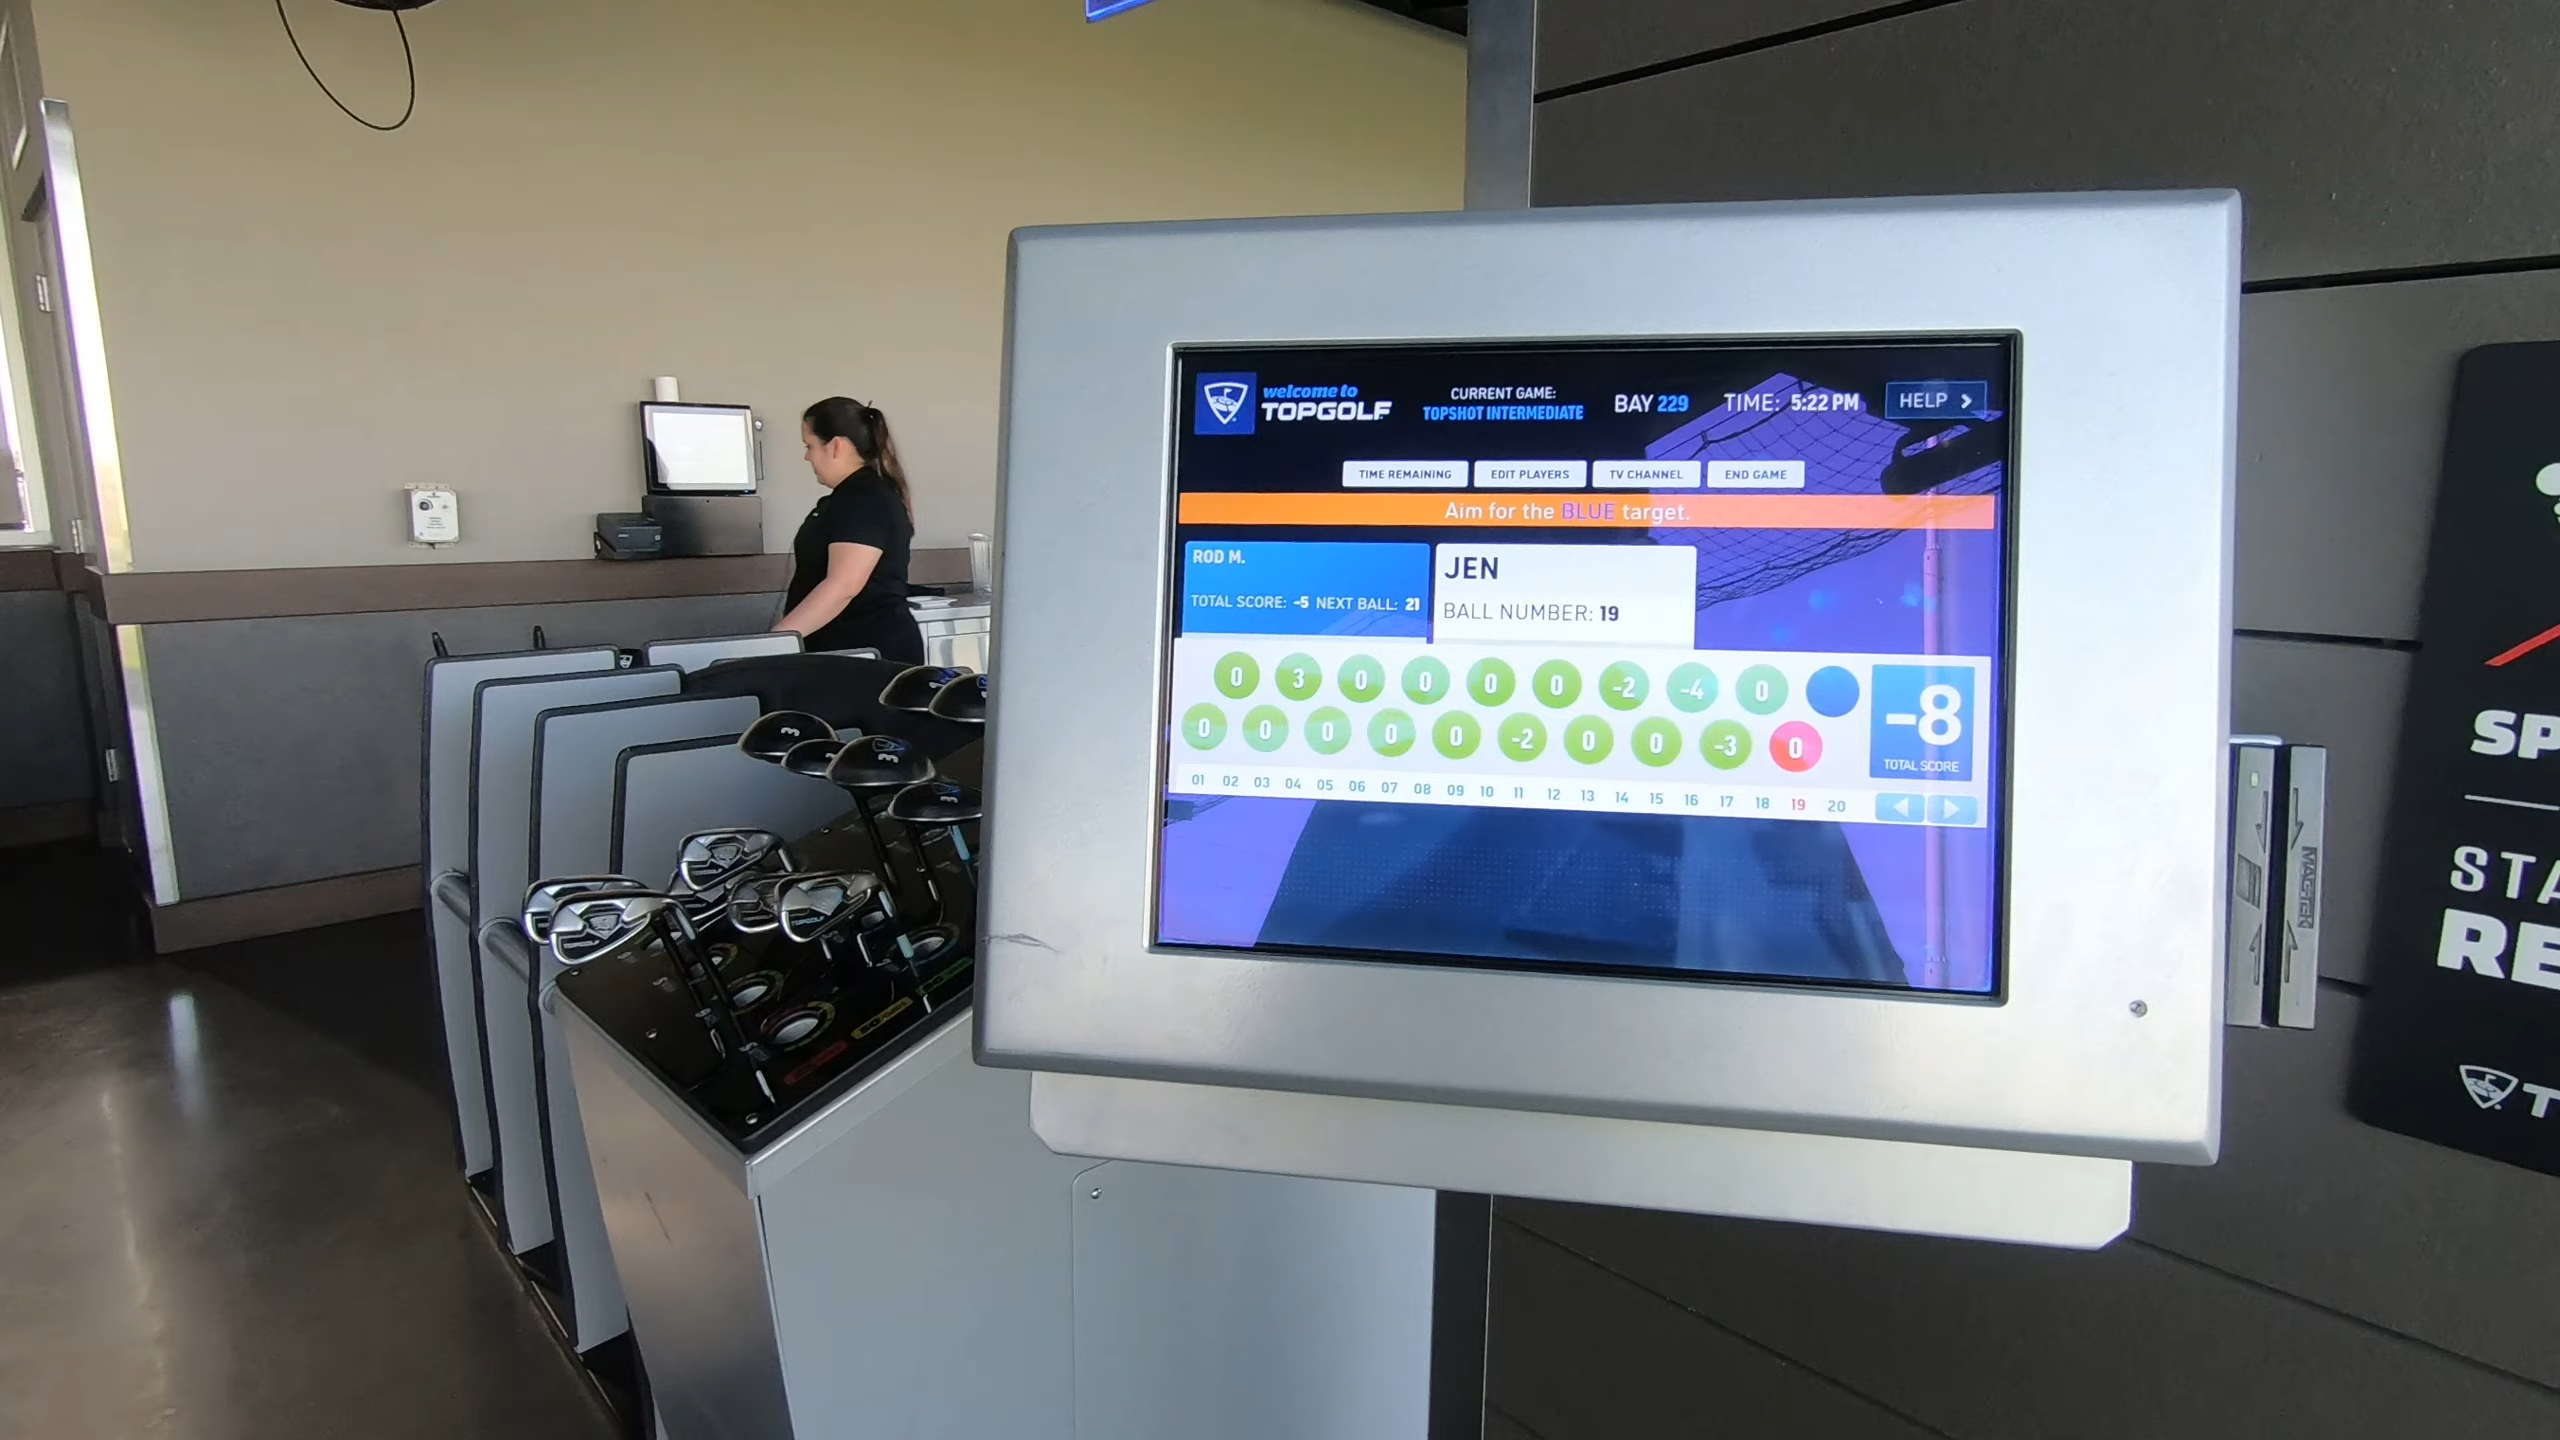 welcome to
TOPGOLF
CURRENT GAME:
TOPSHOT INTERMEDIATE
BAY 229
TIME: 5:22 PM
HELP >
TIME REMAINING
EDIT PLAYERS
TV CHANNEL
END GAME
Aim for the BLUE target.
ROD M.
TOTAL SCORE: -5 NEXT BALL: 21
JEN
BALL NUMBER: 19
0 3 0 0 0 0 -2 -4 0
0 0 0 0 0 -2 0 0 -3 0
-8
TOTAL SCORE
01 02 03 04 05 06 07 08 09 10 11 12 13 14 15 16 17 18 19 20
MAGTEK
SP
STA
RE
T
3
3
TOPGOLF
TOPGOLF